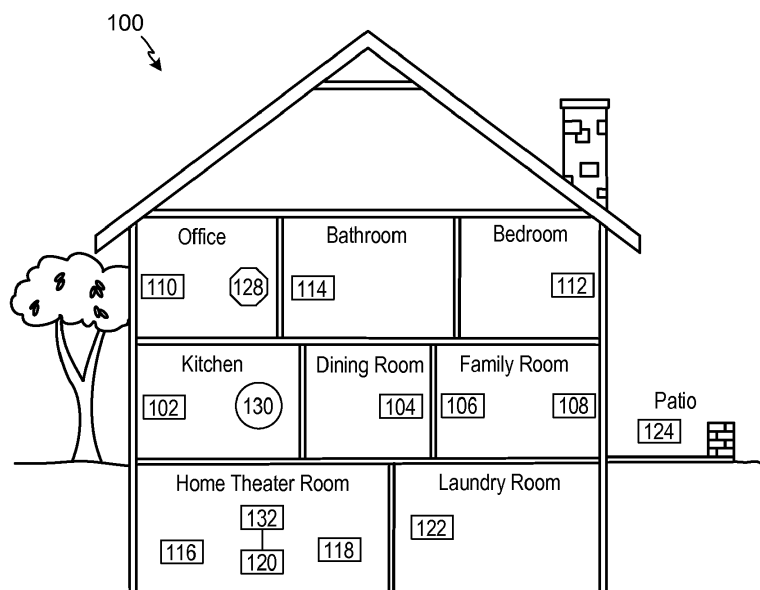 100
Office
Bathroom
Bedroom
110
128
114
112
Kitchen
Dining Room
Family Room
102
130
104
106
108
Patio
124
Home Theater Room
Laundry Room
132
116
120
118
122